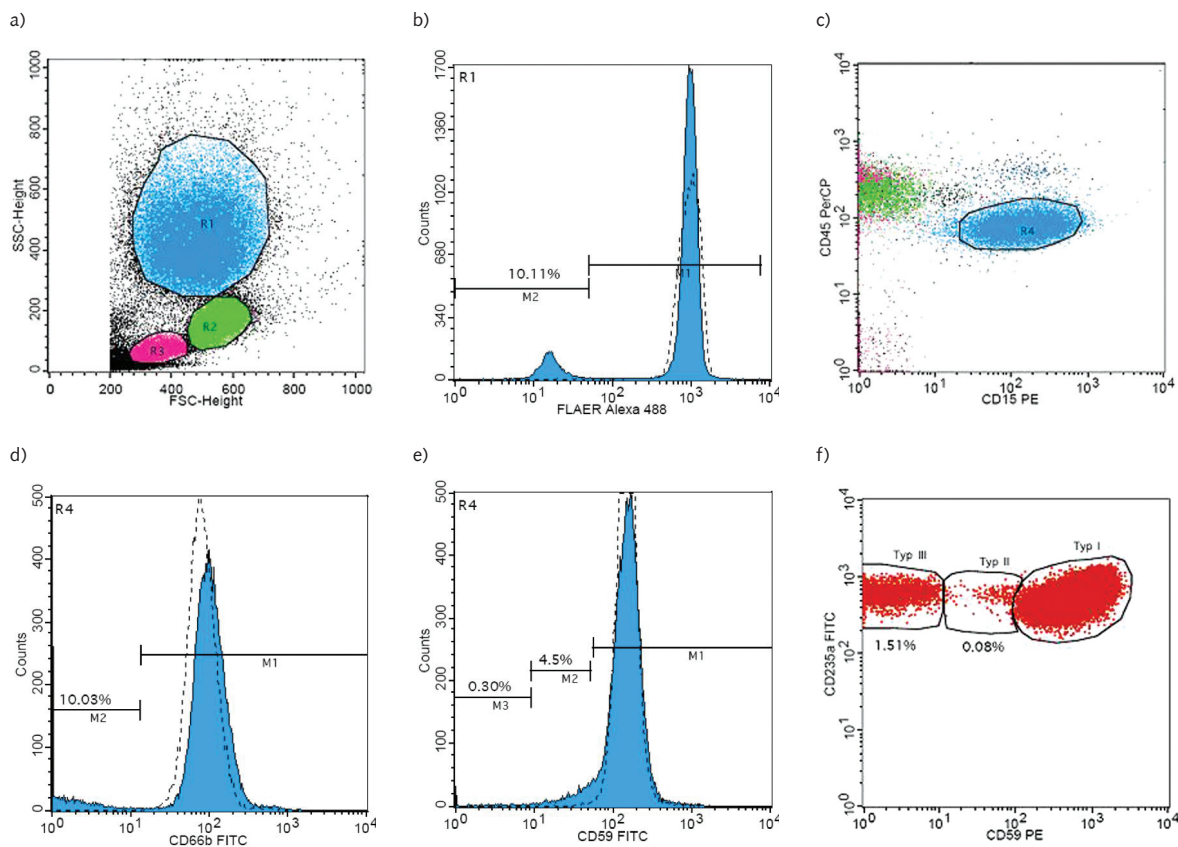 a)
b)
c)
1000
800
600
400
200
0
SSC-Height
R1
R2
R3
0 200 400 600 800 1000
FSC-Height
R1
1700
1360
1020
680
340
0
Counts
10.11%
M2
M1
10⁰ 10¹ 10² 10³ 10⁴
FLAER Alexa 488
10⁴
10³
10²
10¹
10⁰
CD45 PerCP
R4
10⁰ 10¹ 10² 10³ 10⁴
CD15 PE
d)
e)
f)
R4
500
400
300
200
100
0
Counts
10.03%
M2
M1
10⁰ 10¹ 10² 10³ 10⁴
CD66b FITC
R4
500
400
300
200
100
0
Counts
0.30%
M3
4.5%
M2
M1
10⁰ 10¹ 10² 10³ 10⁴
CD59 FITC
10⁴
10³
10²
10¹
10⁰
CD235a FITC
Typ III
Typ II
Typ I
1.51%
0.08%
10⁰ 10¹ 10² 10³ 10⁴
CD59 PE